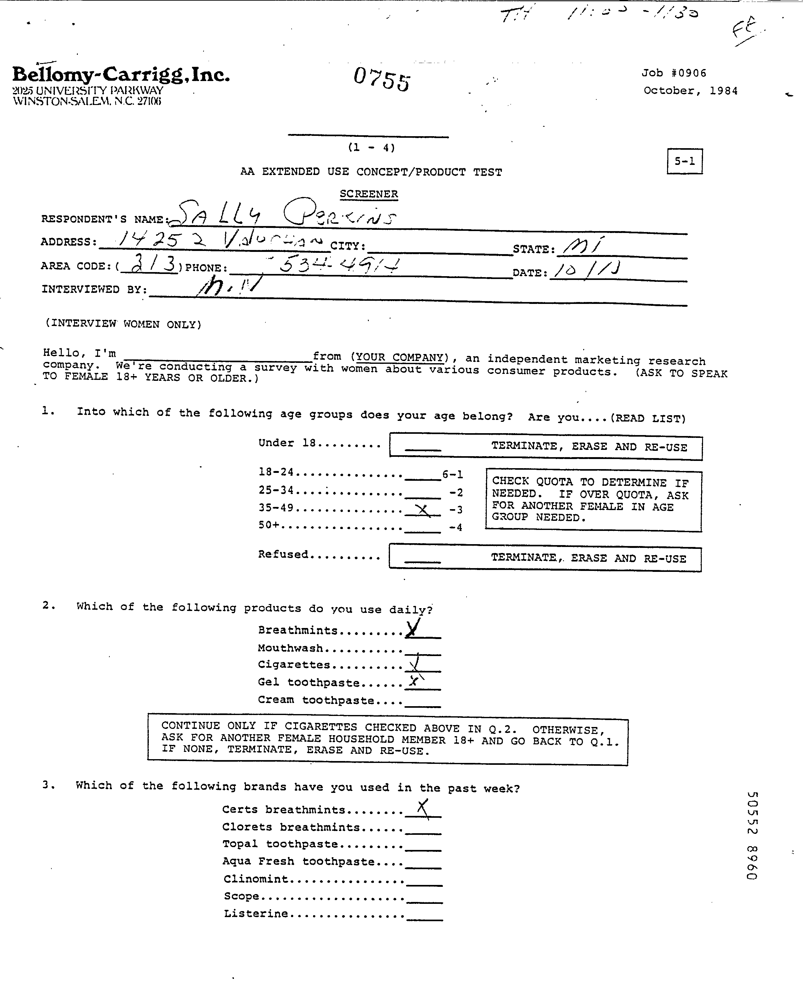 11:00 - 1130
Bellomy-Carrigg, Inc.
2025 UNIVERSITY PARKWAY
WINSTON-SALEM, N.C. 27106
0755
Job #0906
October, 1984
(1 - 4)
5-1
AA EXTENDED USE CONCEPT/PRODUCT TEST
SCREENER
RESPONDENT'S NAME: SALLY PERKINS
ADDRESS: 14252 CITY: STATE: MI
AREA CODE: (313) PHONE: 534-4914 DATE: 10/11
INTERVIEWED BY:
(INTERVIEW WOMEN ONLY)
Hello, I'm ____ from (YOUR COMPANY), an independent marketing research
company. We're conducting a survey with women about various consumer products. (ASK TO SPEAK
TO FEMALE 18+ YEARS OR OLDER.)
1. Into which of the following age groups does your age belong? Are you....(READ LIST)
Under 18......... ____ TERMINATE, ERASE AND RE-USE
18-24............... ____ 6-1
25-34............... ____ -2
35-49............... X -3
50+................. ____ -4
CHECK QUOTA TO DETERMINE IF
NEEDED. IF OVER QUOTA, ASK
FOR ANOTHER FEMALE IN AGE
GROUP NEEDED.
Refused.......... ____ TERMINATE, ERASE AND RE-USE
2. Which of the following products do you use daily?
Breathmints......... X
Mouthwash........... ____
Cigarettes.......... X
Gel toothpaste...... X
Cream toothpaste.... ____
CONTINUE ONLY IF CIGARETTES CHECKED ABOVE IN Q.2. OTHERWISE,
ASK FOR ANOTHER FEMALE HOUSEHOLD MEMBER 18+ AND GO BACK TO Q.1.
IF NONE, TERMINATE, ERASE AND RE-USE.
3. Which of the following brands have you used in the past week?
Certs breathmints........ X
Clorets breathmints...... ____
Topal toothpaste......... ____
Aqua Fresh toothpaste.... ____
Clinomint................ ____
Scope.................... ____
Listerine................ ____
50552 8960